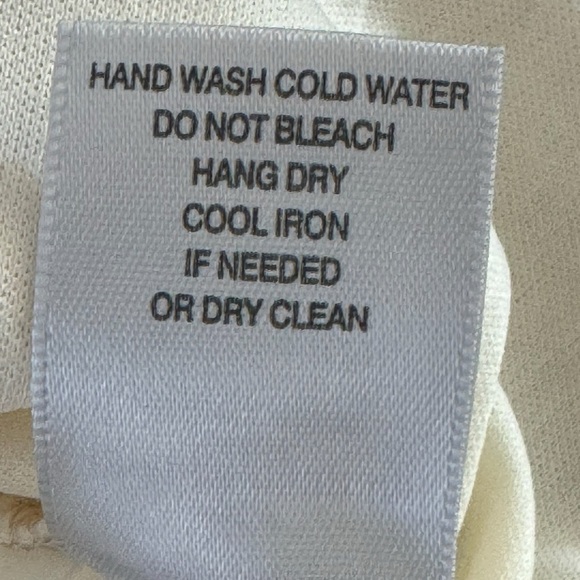 HAND WASH COLD WATER
DO NOT BLEACH
HANG DRY
COOL IRON
IF NEEDED
OR DRY CLEAN